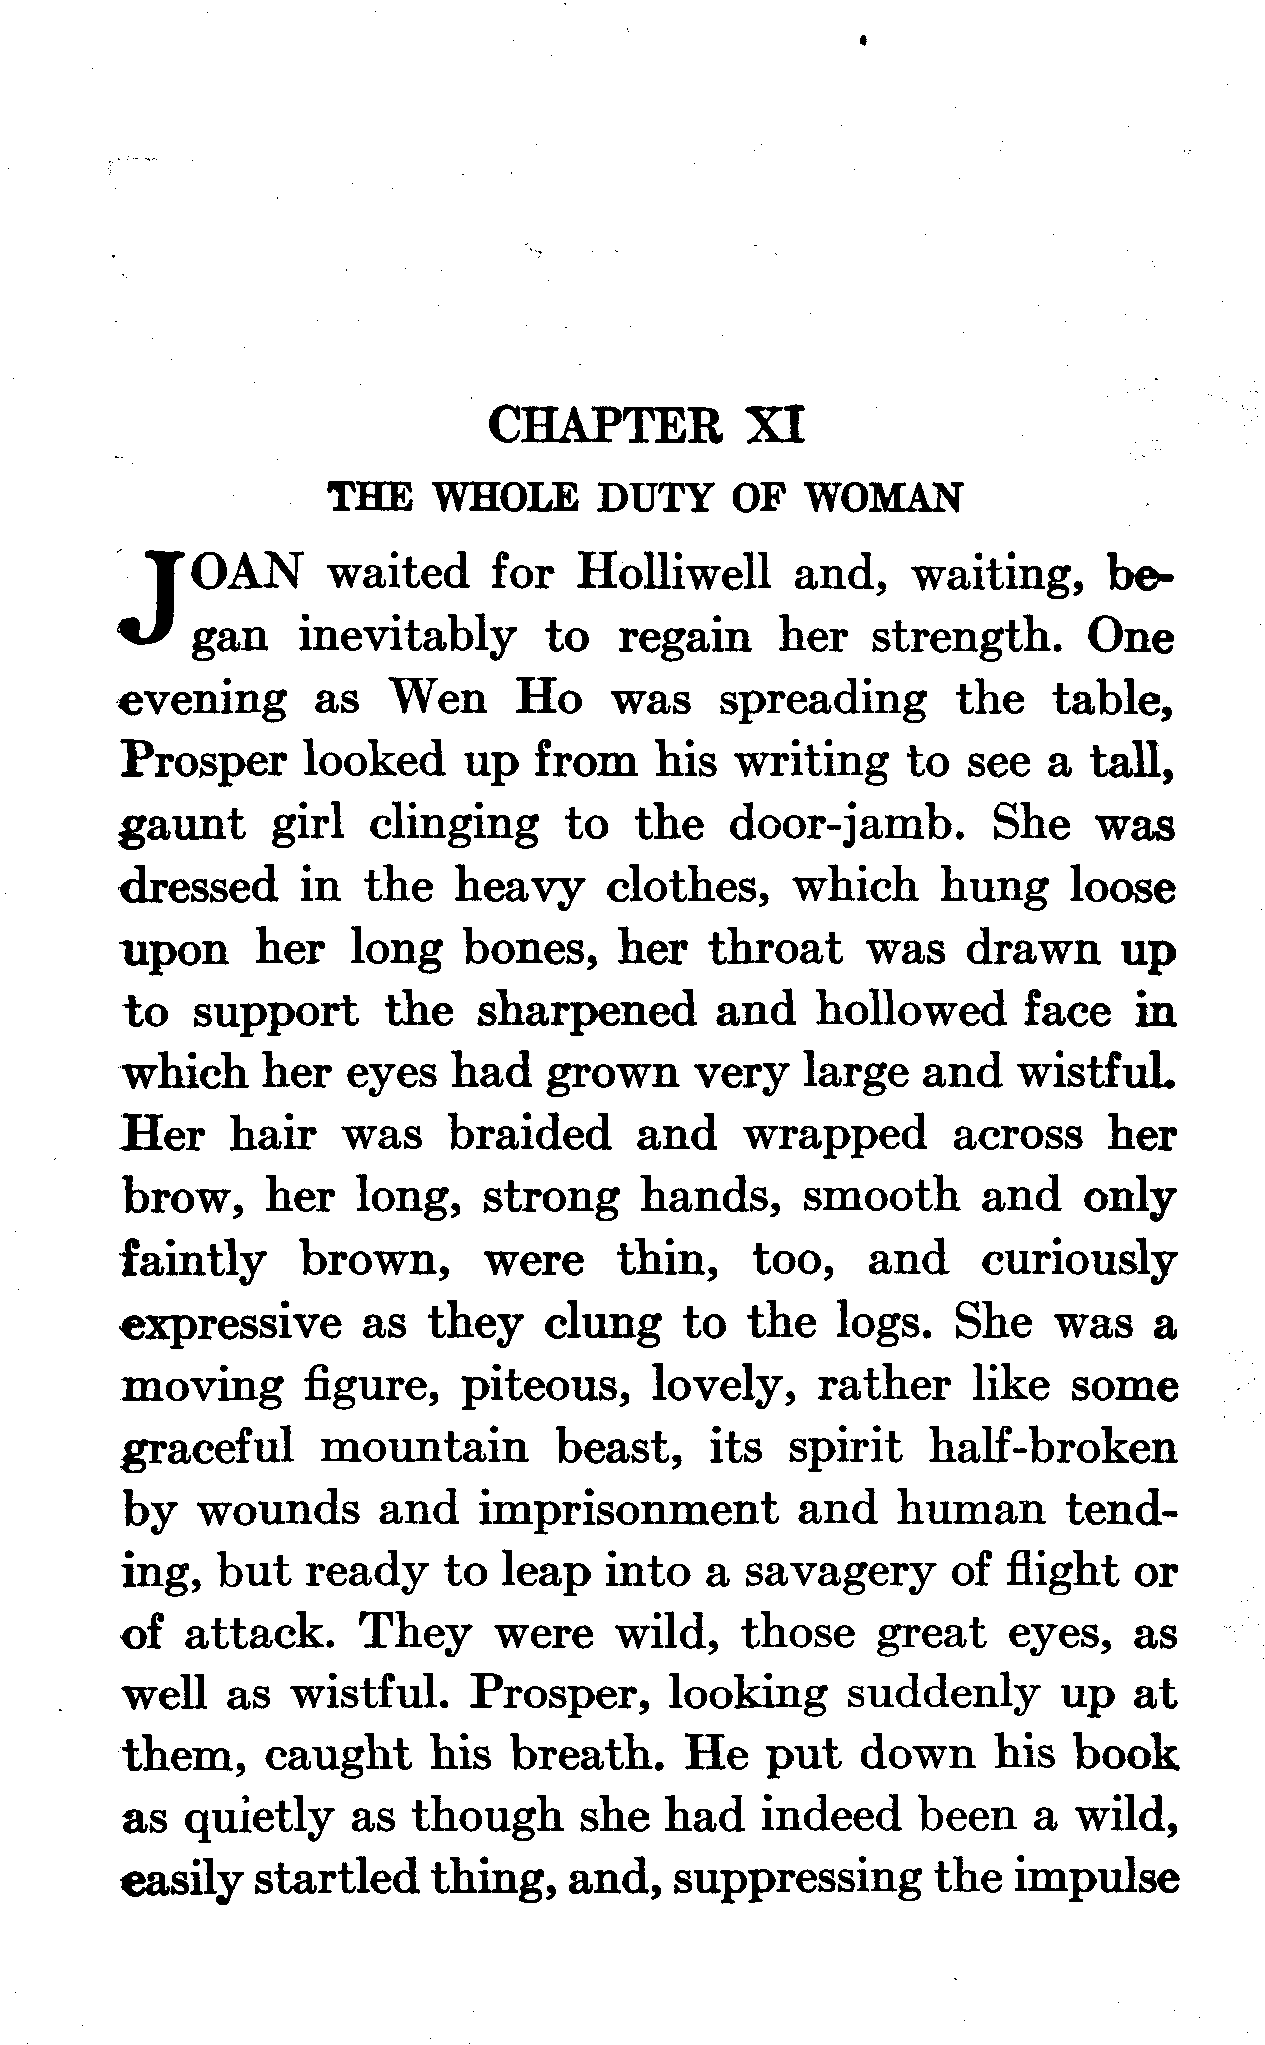 CHAPTER XI
THE WHOLE DUTY OF WOMAN
JOAN waited for Holliwell and, waiting, be-
gan inevitably to regain her strength. One
evening as Wen Ho was spreading the table,
Prosper looked up from his writing to see a tall,
gaunt girl clinging to the door-jamb. She was
dressed in the heavy clothes, which hung loose
upon her long bones, her throat was drawn up
to support the sharpened and hollowed face in
which her eyes had grown very large and wistful.
Her hair was braided and wrapped across her
brow, her long, strong hands, smooth and only
faintly brown, were thin, too, and curiously
expressive as they clung to the logs. She was a
moving figure, piteous, lovely, rather like some
graceful mountain beast, its spirit half-broken
by wounds and imprisonment and human tend-
ing, but ready to leap into a savagery of flight or
of attack. They were wild, those great eyes, as
well as wistful. Prosper, looking suddenly up at
them, caught his breath. He put down his book
as quietly as though she had indeed been a wild,
easily startled thing, and, suppressing the impulse